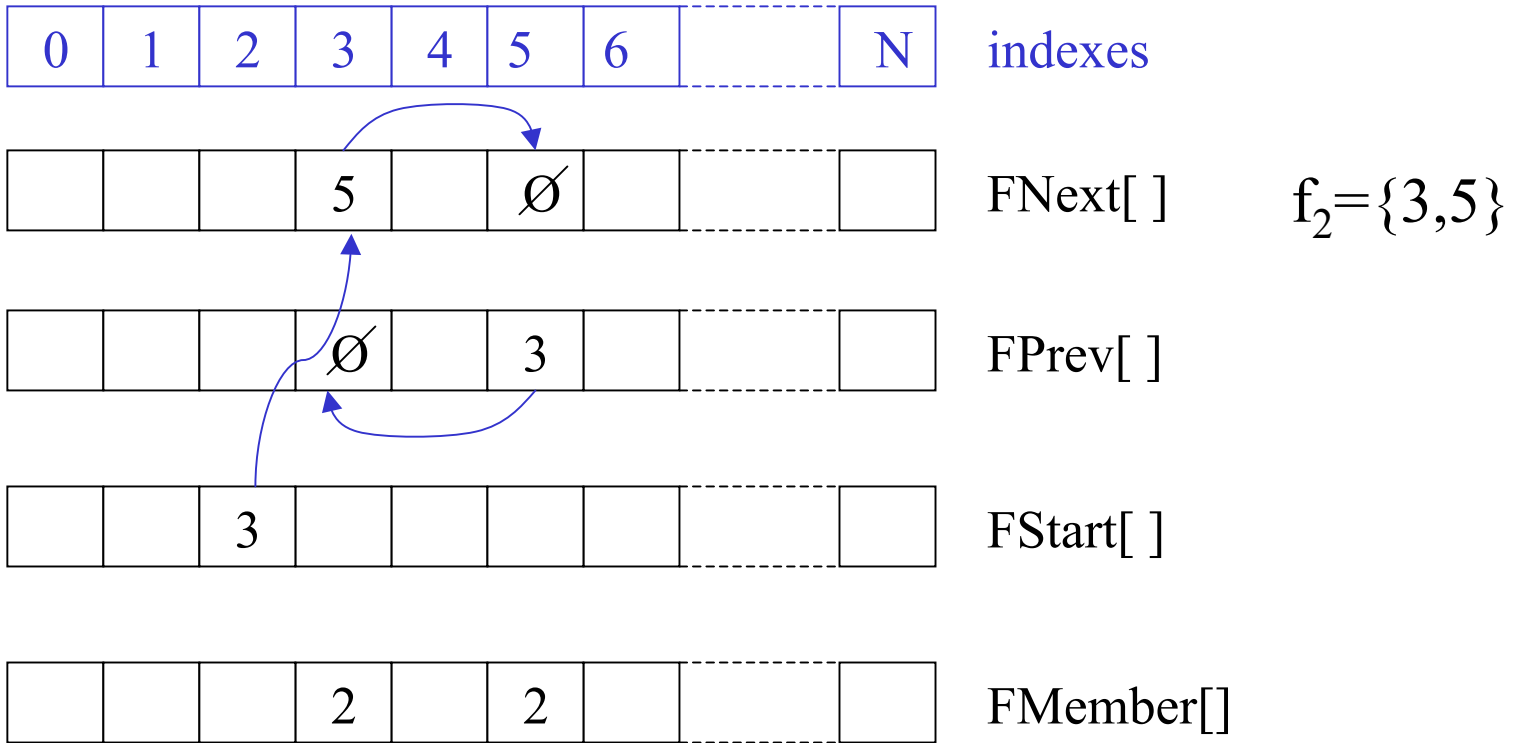 0 1 2 3 4 5 6 N indexes
5 Ø FNext[ ] f₂={3,5}
Ø 3 FPrev[ ]
3 FStart[ ]
2 2 FMember[]